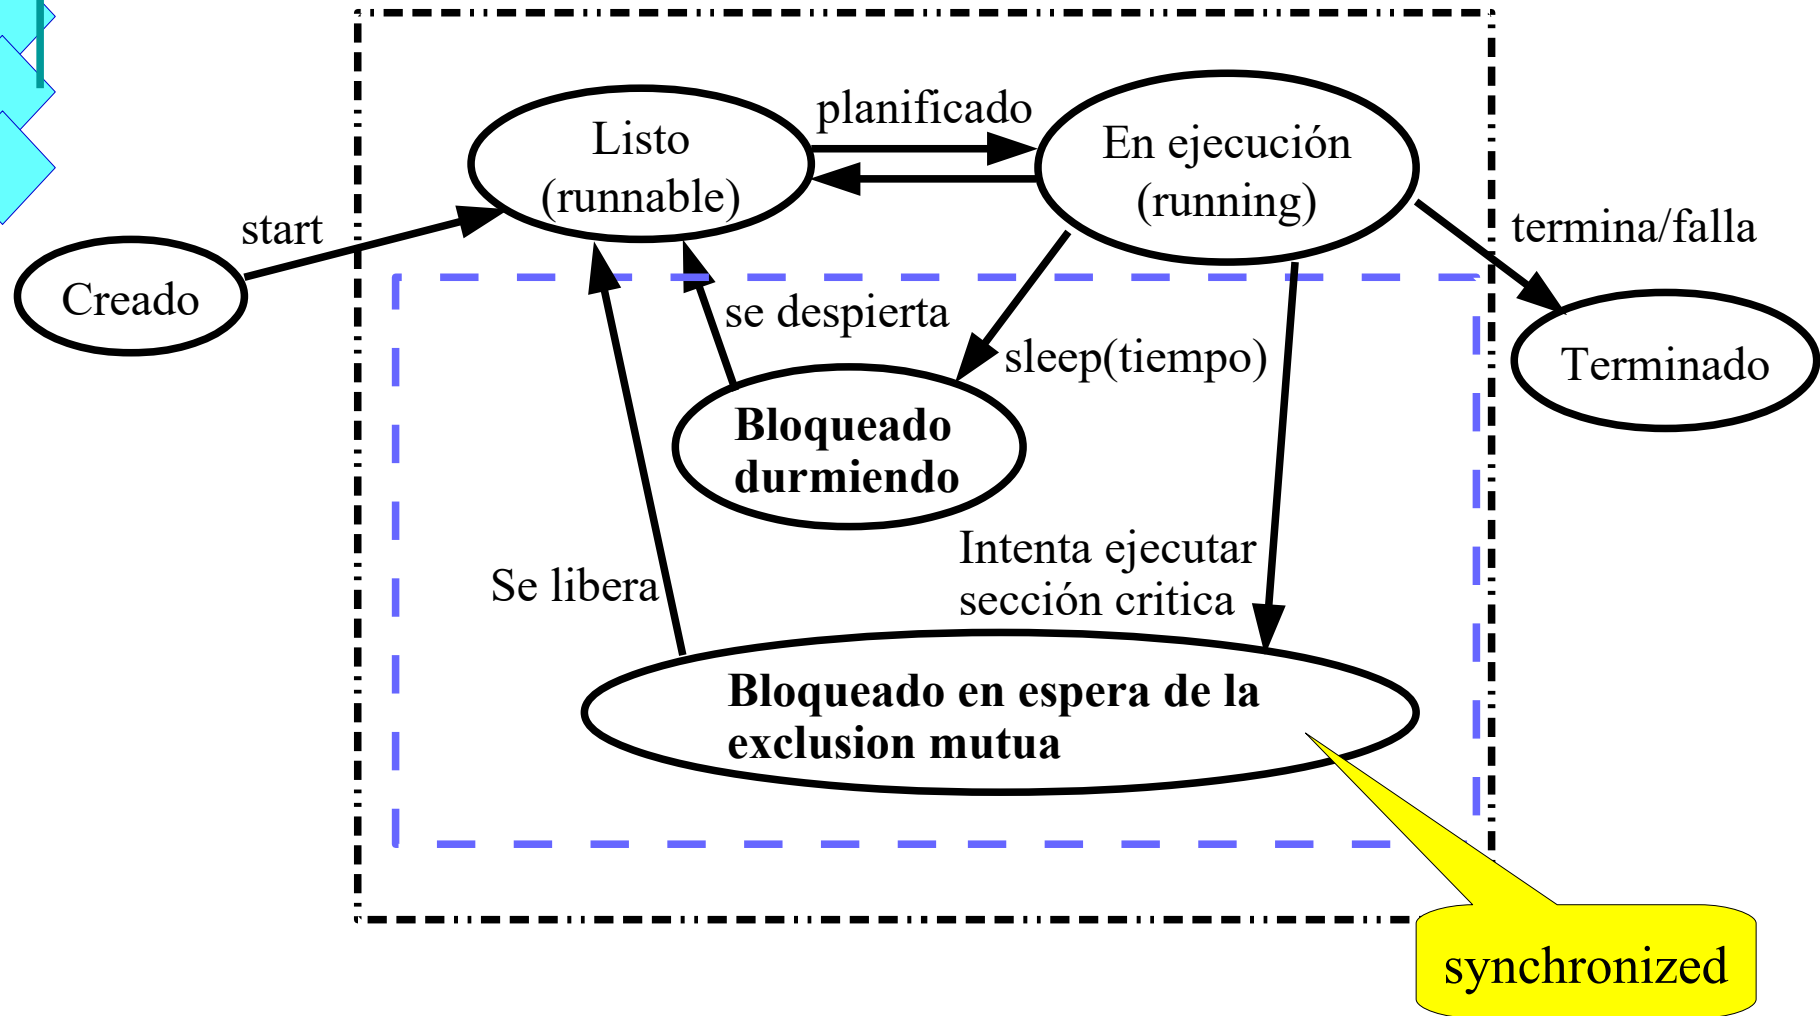 planificado
Listo
(runnable)
En ejecución
(running)
start
termina/falla
Creado
se despierta
sleep(tiempo)
Terminado
Bloqueado
durmiendo
Intenta ejecutar
sección critica
Se libera
Bloqueado en espera de la
exclusion mutua
synchronized